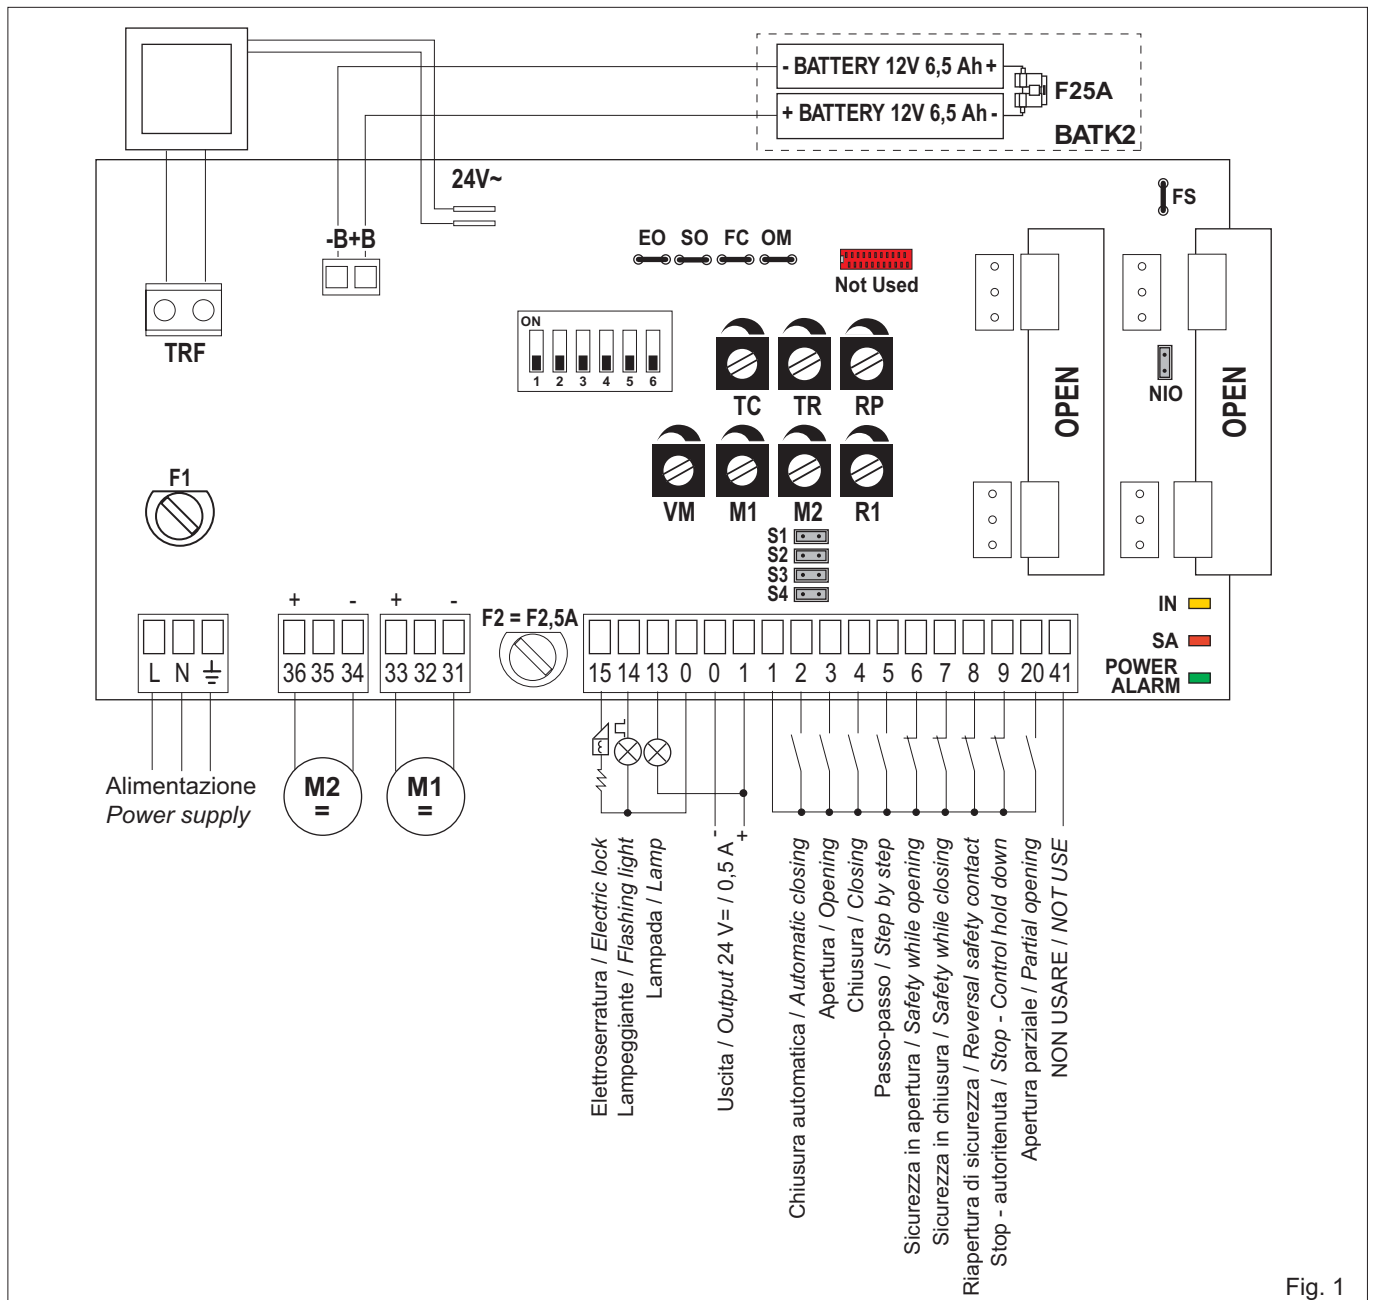 - BATTERY 12V 6,5 Ah +
+ BATTERY 12V 6,5 Ah -
F25A
BATK2
24V~
FS
-B+B
EO SO FC OM
Not Used
TRF
ON
1 2 3 4 5 6
TC TR RP
OPEN
NIO
OPEN
F1
VM M1 M2 R1
S1
S2
S3
S4
IN
SA
POWER
ALARM
+ - + -
F2 = F2,5A
L N
36 35 34
33 32 31
15 14 13 0 0 1 1 2 3 4 5 6 7 8 9 20 41
Alimentazione
Power supply
M2
=
M1
=
- +
Elettroserratura / Electric lock
Lampeggiante / Flashing light
Lampada / Lamp
Uscita / Output 24 V= / 0,5 A
Chiusura automatica / Automatic closing
Apertura / Opening
Chiusura / Closing
Passo-passo / Step by step
Sicurezza in apertura / Safety while opening
Sicurezza in chiusura / Safety while closing
Riapertura di sicurezza / Reversal safety contact
Stop - autoritenuta / Stop - Control hold down
Apertura parziale / Partial opening
NON USARE / NOT USE
Fig. 1